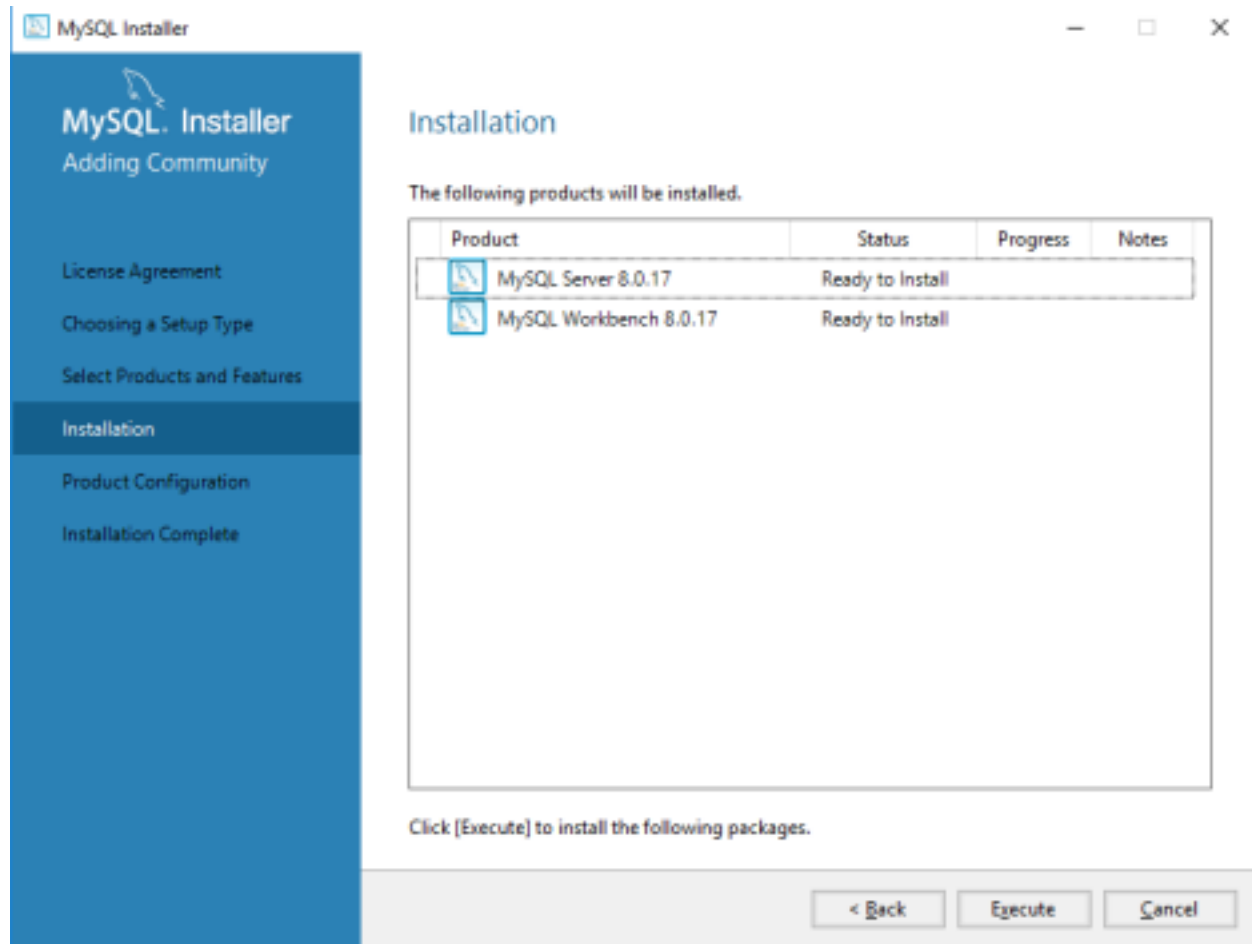 MySQL Installer
MySQL. Installer
Adding Community
License Agreement
Choosing a Setup Type
Select Products and Features
Installation
Product Configuration
Installation Complete
Installation
The following products will be installed.
Product Status Progress Notes
MySQL Server 8.0.17 Ready to Install
MySQL Workbench 8.0.17 Ready to Install
Click [Execute] to install the following packages.
< Back Execute Cancel